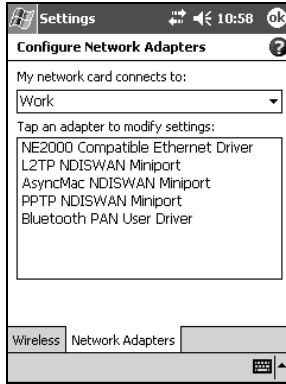 Settings 10:58 ok
Configure Network Adapters ?
My network card connects to:
Work
Tap an adapter to modify settings:
NE2000 Compatible Ethernet Driver
L2TP NDISWAN Miniport
AsyncMac NDISWAN Miniport
PPTP NDISWAN Miniport
Bluetooth PAN User Driver
Wireless Network Adapters